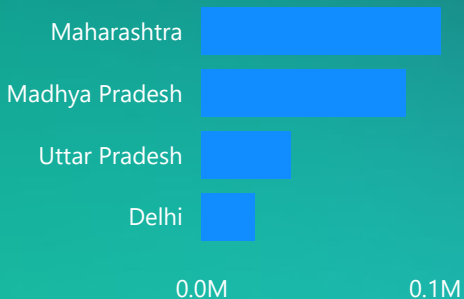 Maharashtra
Madhya Pradesh
Uttar Pradesh
Delhi
0.0M 0.1M